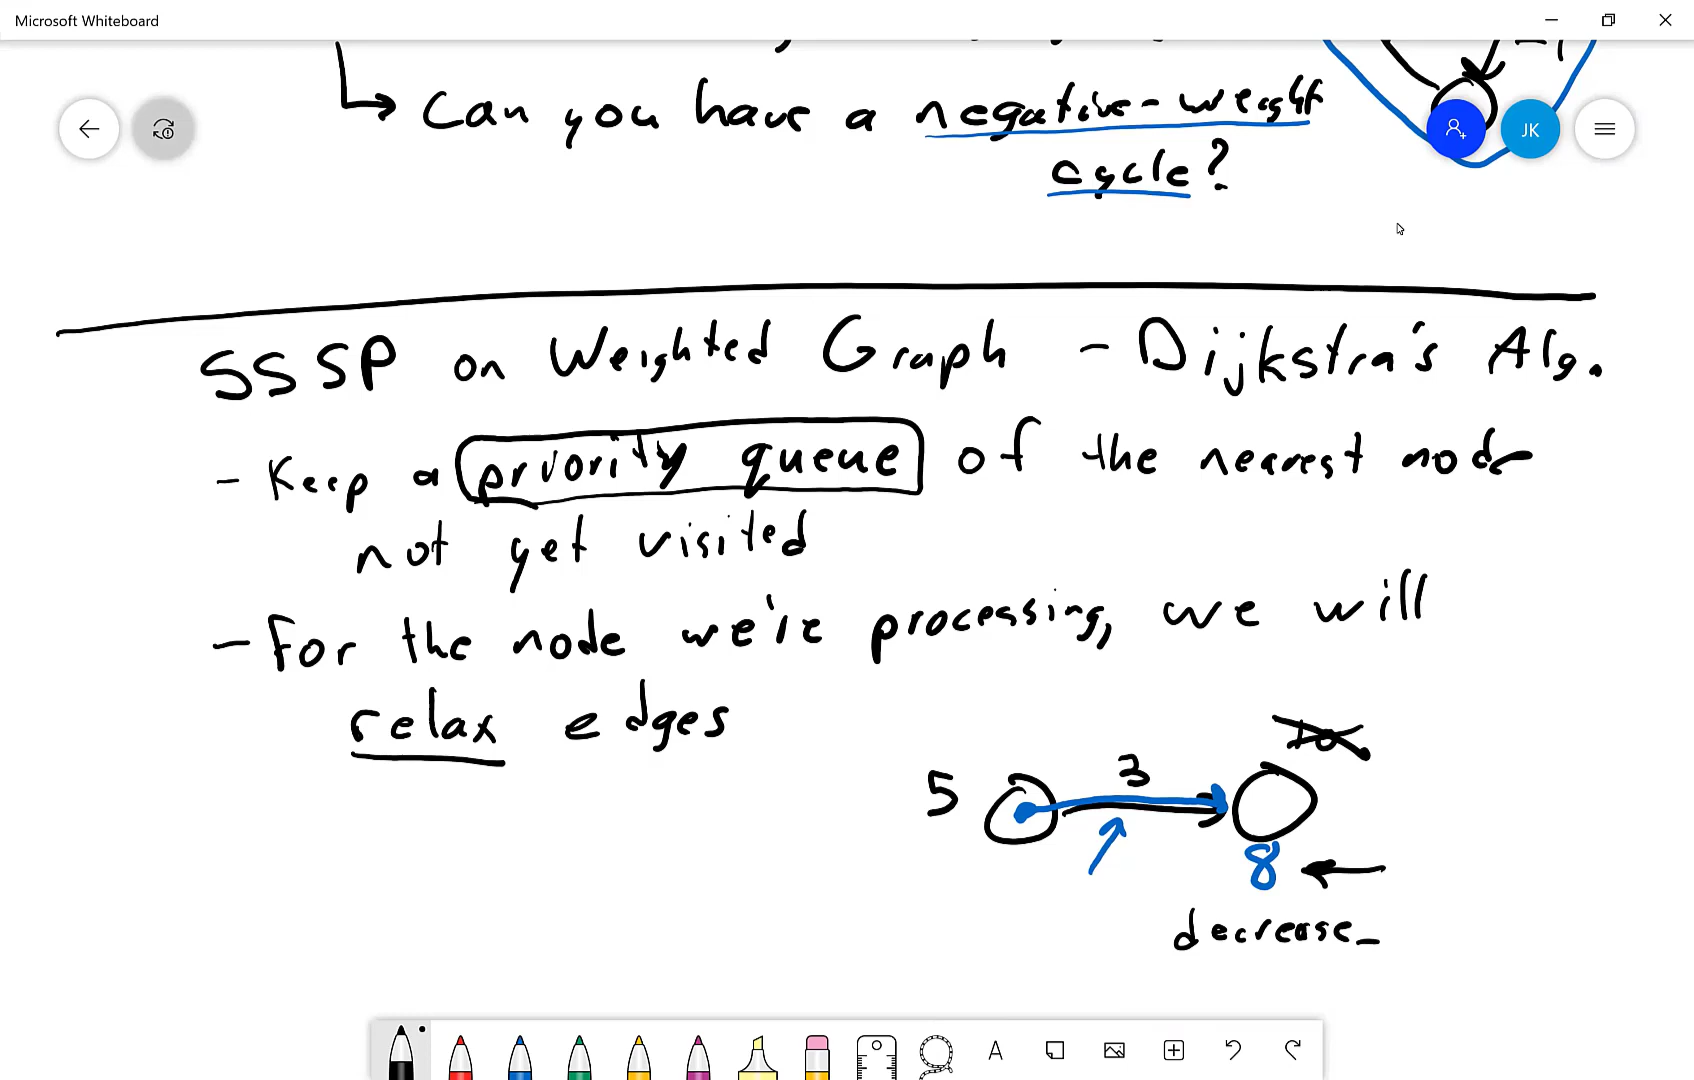 Microsoft Whiteboard
Can you have a negative-weight
cycle?
JK
SSSP on Weighted Graph - Dijkstra's Alg.
- Keep a priority queue of the nearest node
not yet visited
- For the node we're processing, we will
relax edges
10
5 3
8
decrease-
A